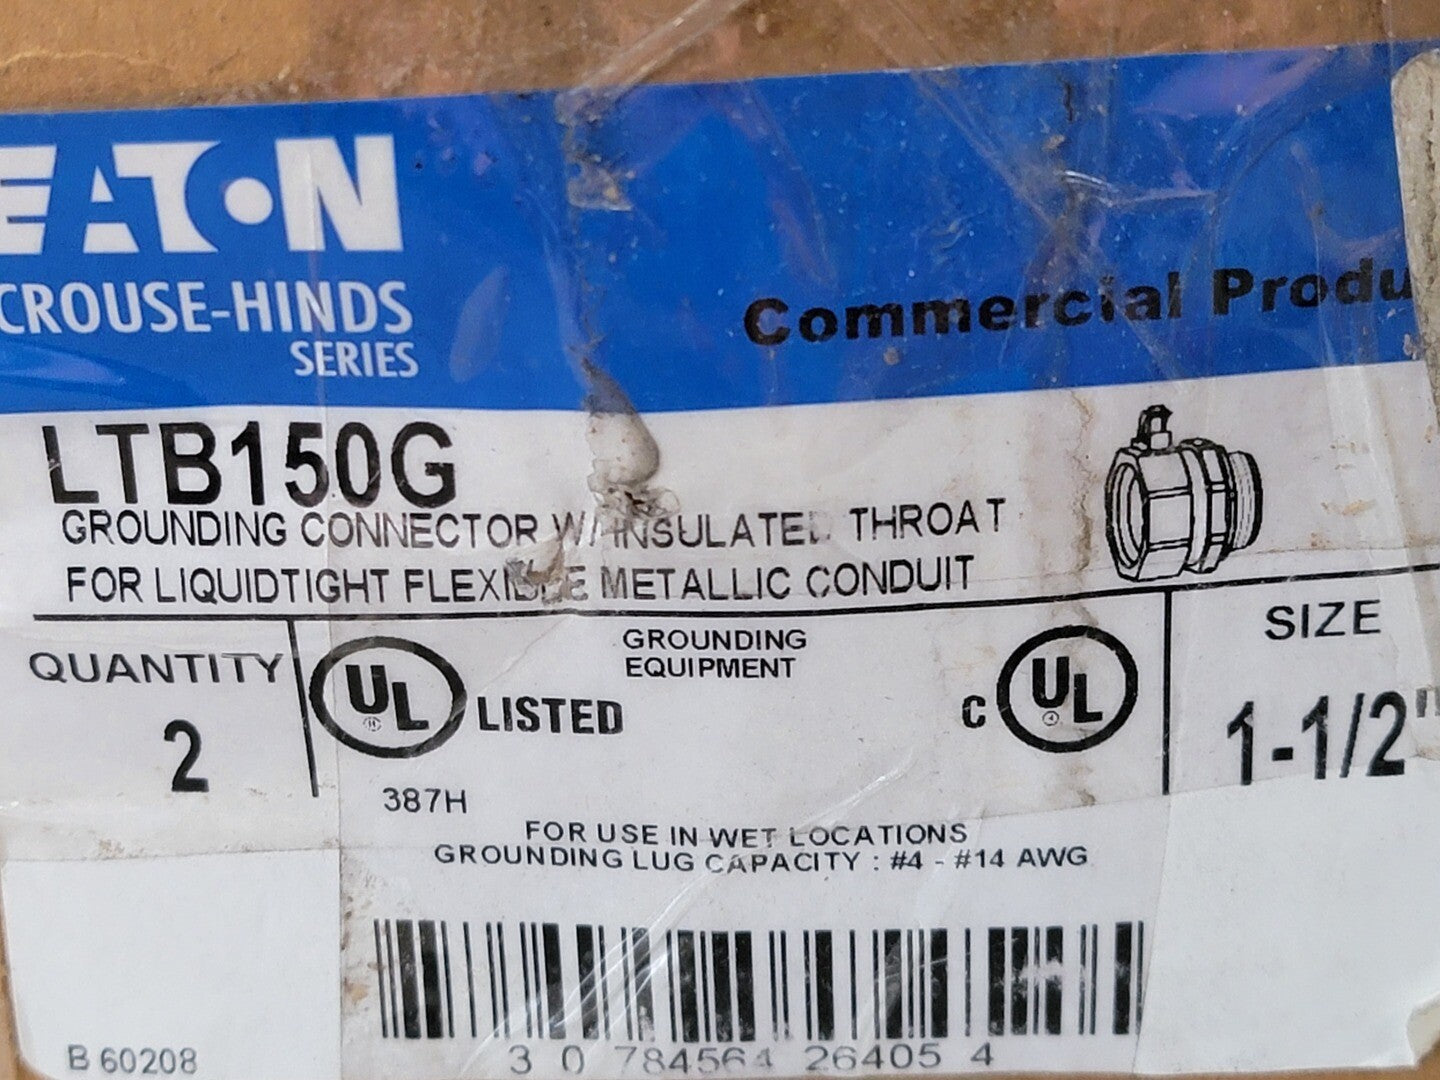 EATON
CROUSE-HINDS
SERIES
Commercial Produ
LTB150G
GROUNDING CONNECTOR W/INSULATED THROAT
FOR LIQUIDTIGHT FLEXIBLE METALLIC CONDUIT
QUANTITY
2
UL LISTED
387H
GROUNDING
EQUIPMENT
C UL
SIZE
1-1/2"
FOR USE IN WET LOCATIONS
GROUNDING LUG CAPACITY : #4 - #14 AWG
3 0 784564 26405 4
B 60208